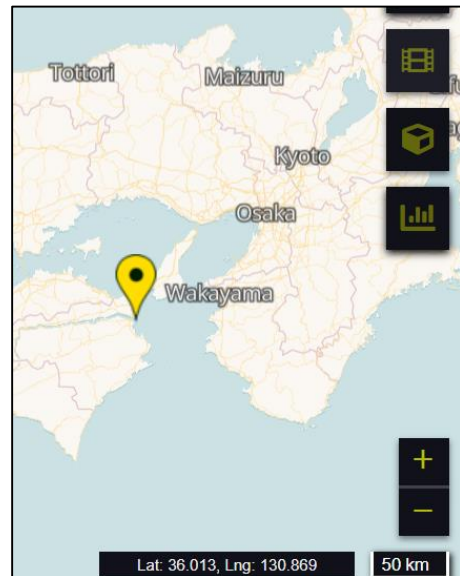 Tottori
Maizuru
Kyoto
Osaka
Wakayama
+
−
Lat: 36.013, Lng: 130.869
50 km